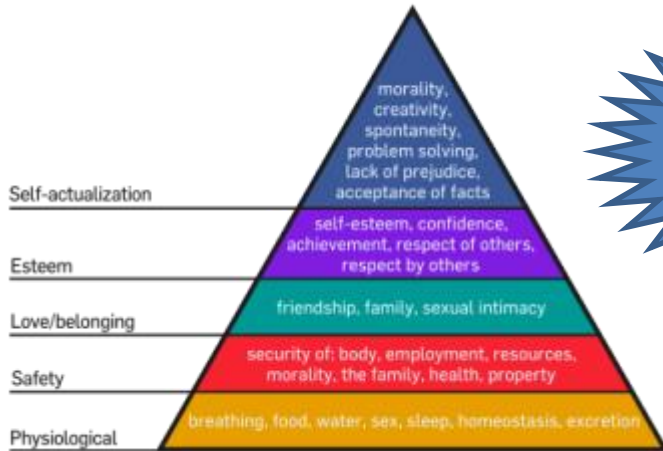 morality,
creativity,
spontaneity,
problem solving,
lack of prejudice,
acceptance of facts
Self-actualization
self-esteem, confidence,
achievement, respect of others,
respect by others
Esteem
friendship, family, sexual intimacy
Love/belonging
security of: body, employment, resources,
morality, the family, health, property
Safety
breathing, food, water, sex, sleep, homeostasis, excretion
Physiological